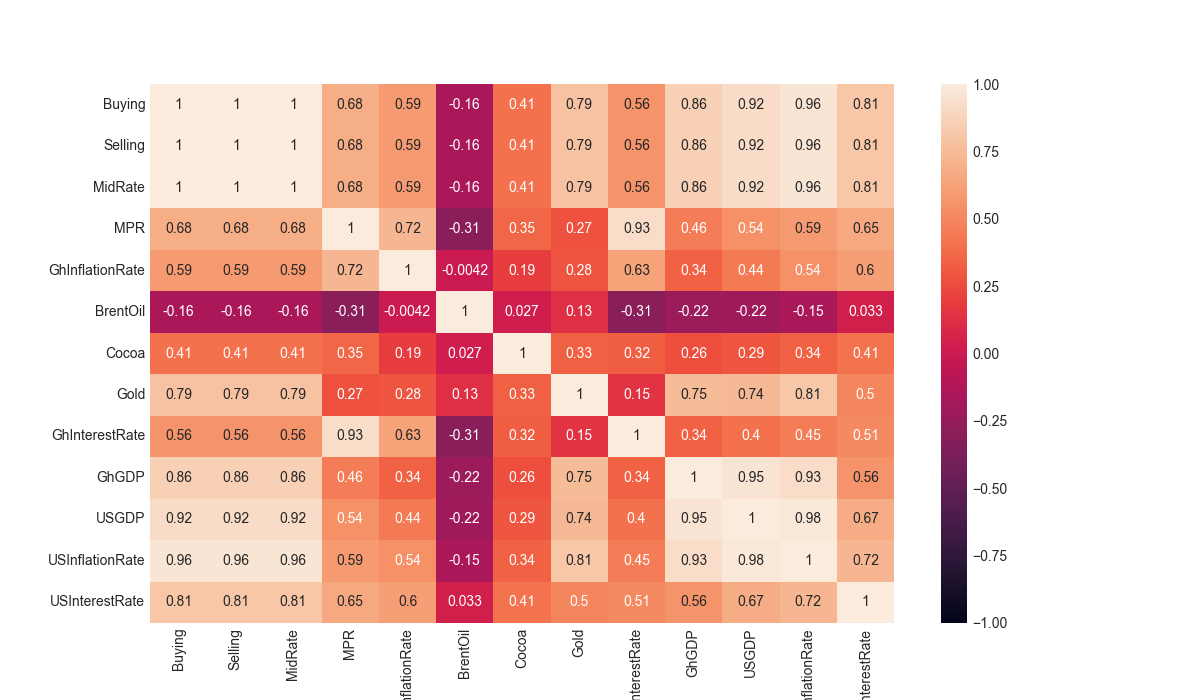 Buying 1 1 1 0.68 0.59 -0.16 0.41 0.79 0.56 0.86 0.92 0.96 0.81 1.00
Selling 1 1 1 0.68 0.59 -0.16 0.41 0.79 0.56 0.86 0.92 0.96 0.81 0.75
MidRate 1 1 1 0.68 0.59 -0.16 0.41 0.79 0.56 0.86 0.92 0.96 0.81
MPR 0.68 0.68 0.68 1 0.72 -0.31 0.35 0.27 0.93 0.46 0.54 0.59 0.65 0.50
GhInflationRate 0.59 0.59 0.59 0.72 1 -0.0042 0.19 0.28 0.63 0.34 0.44 0.54 0.6 0.25
BrentOil -0.16 -0.16 -0.16 -0.31 -0.0042 1 0.027 0.13 -0.31 -0.22 -0.22 -0.15 0.033
Cocoa 0.41 0.41 0.41 0.35 0.19 0.027 1 0.33 0.32 0.26 0.29 0.34 0.41 0.00
Gold 0.79 0.79 0.79 0.27 0.28 0.13 0.33 1 0.15 0.75 0.74 0.81 0.5
GhInterestRate 0.56 0.56 0.56 0.93 0.63 -0.31 0.32 0.15 1 0.34 0.4 0.45 0.51 −0.25
GhGDP 0.86 0.86 0.86 0.46 0.34 -0.22 0.26 0.75 0.34 1 0.95 0.93 0.56 −0.50
USGDP 0.92 0.92 0.92 0.54 0.44 -0.22 0.29 0.74 0.4 0.95 1 0.98 0.67
USInflationRate 0.96 0.96 0.96 0.59 0.54 -0.15 0.34 0.81 0.45 0.93 0.98 1 0.72 −0.75
USInterestRate 0.81 0.81 0.81 0.65 0.6 0.033 0.41 0.5 0.51 0.56 0.67 0.72 1 −1.00
Buying Selling MidRate MPR BrentOil Cocoa Gold GhGDP USGDP